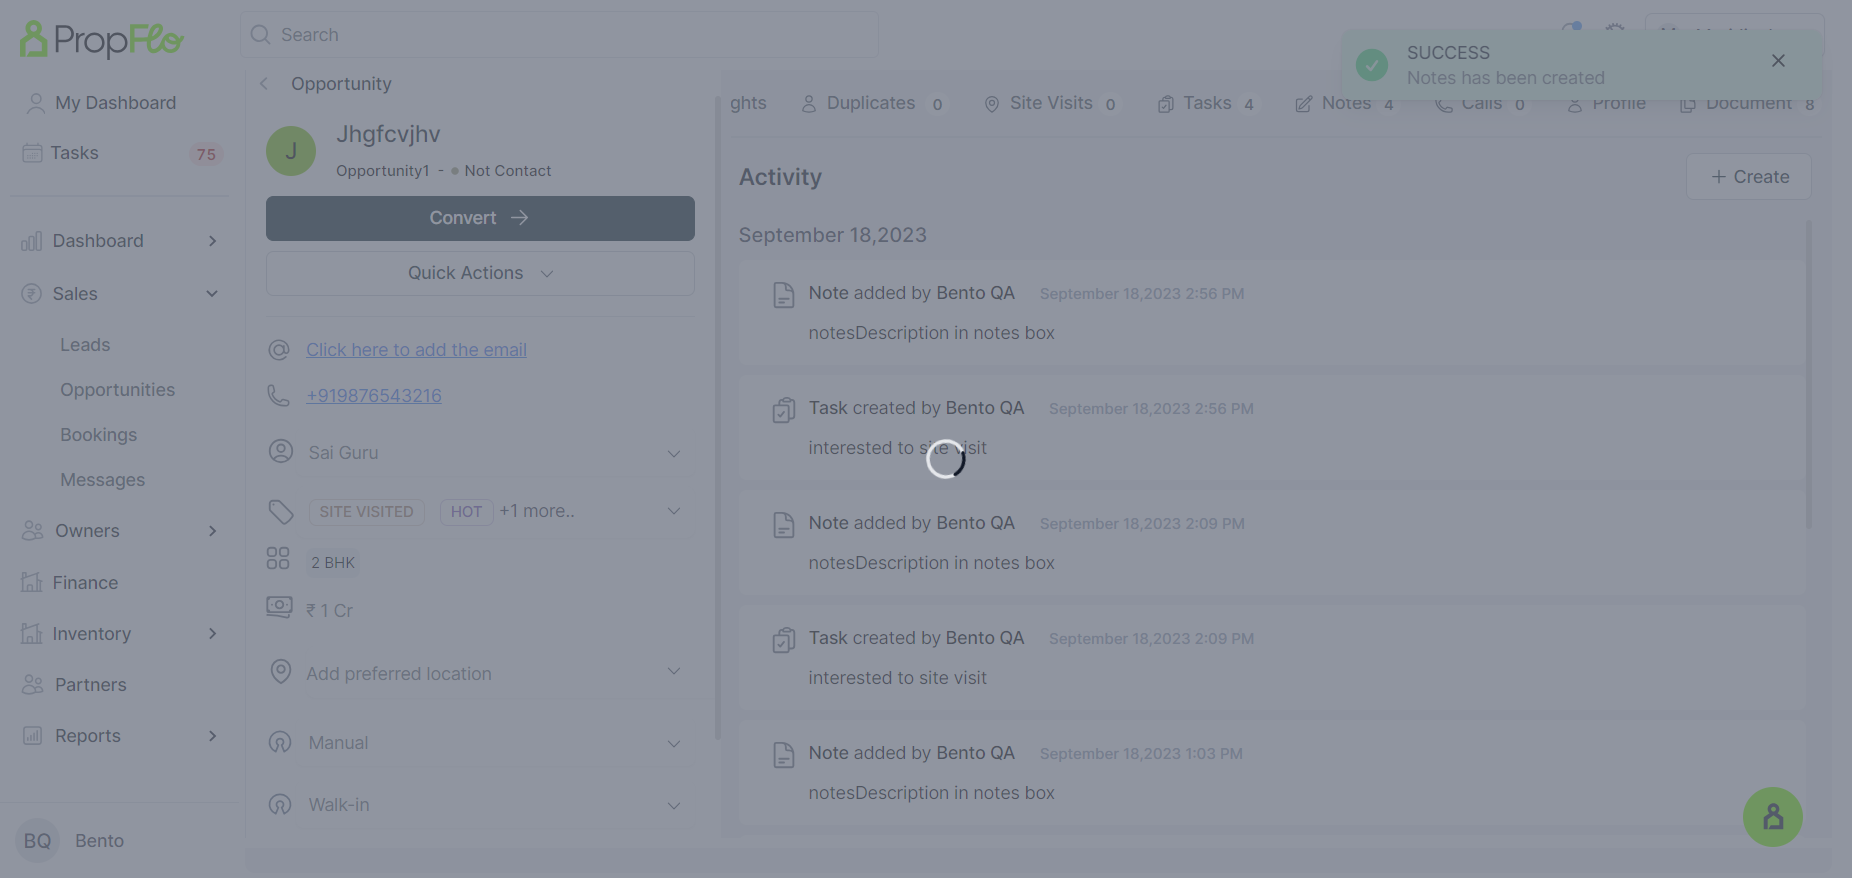 PropFlo
Search
SUCCESS
Notes has been created
My Dashboard
Tasks 75
Dashboard
Sales
Leads
Opportunities
Bookings
Messages
Owners
Finance
Inventory
Partners
Reports
BQ Bento
Opportunity
J
Jhgfcvjhv
Opportunity1 - Not Contact
Convert
Quick Actions
Click here to add the email
+919876543216
Sai Guru
SITE VISITED HOT +1 more..
2 BHK
₹ 1 Cr
Add preferred location
Manual
Walk-in
ghts Duplicates 0 Site Visits 0 Tasks 4 Notes 4 Calls 0 Profile Document 8
Activity
+ Create
September 18,2023
Note added by Bento QA September 18,2023 2:56 PM
notesDescription in notes box
Task created by Bento QA September 18,2023 2:56 PM
interested to site visit
Note added by Bento QA September 18,2023 2:09 PM
notesDescription in notes box
Task created by Bento QA September 18,2023 2:09 PM
interested to site visit
Note added by Bento QA September 18,2023 1:03 PM
notesDescription in notes box